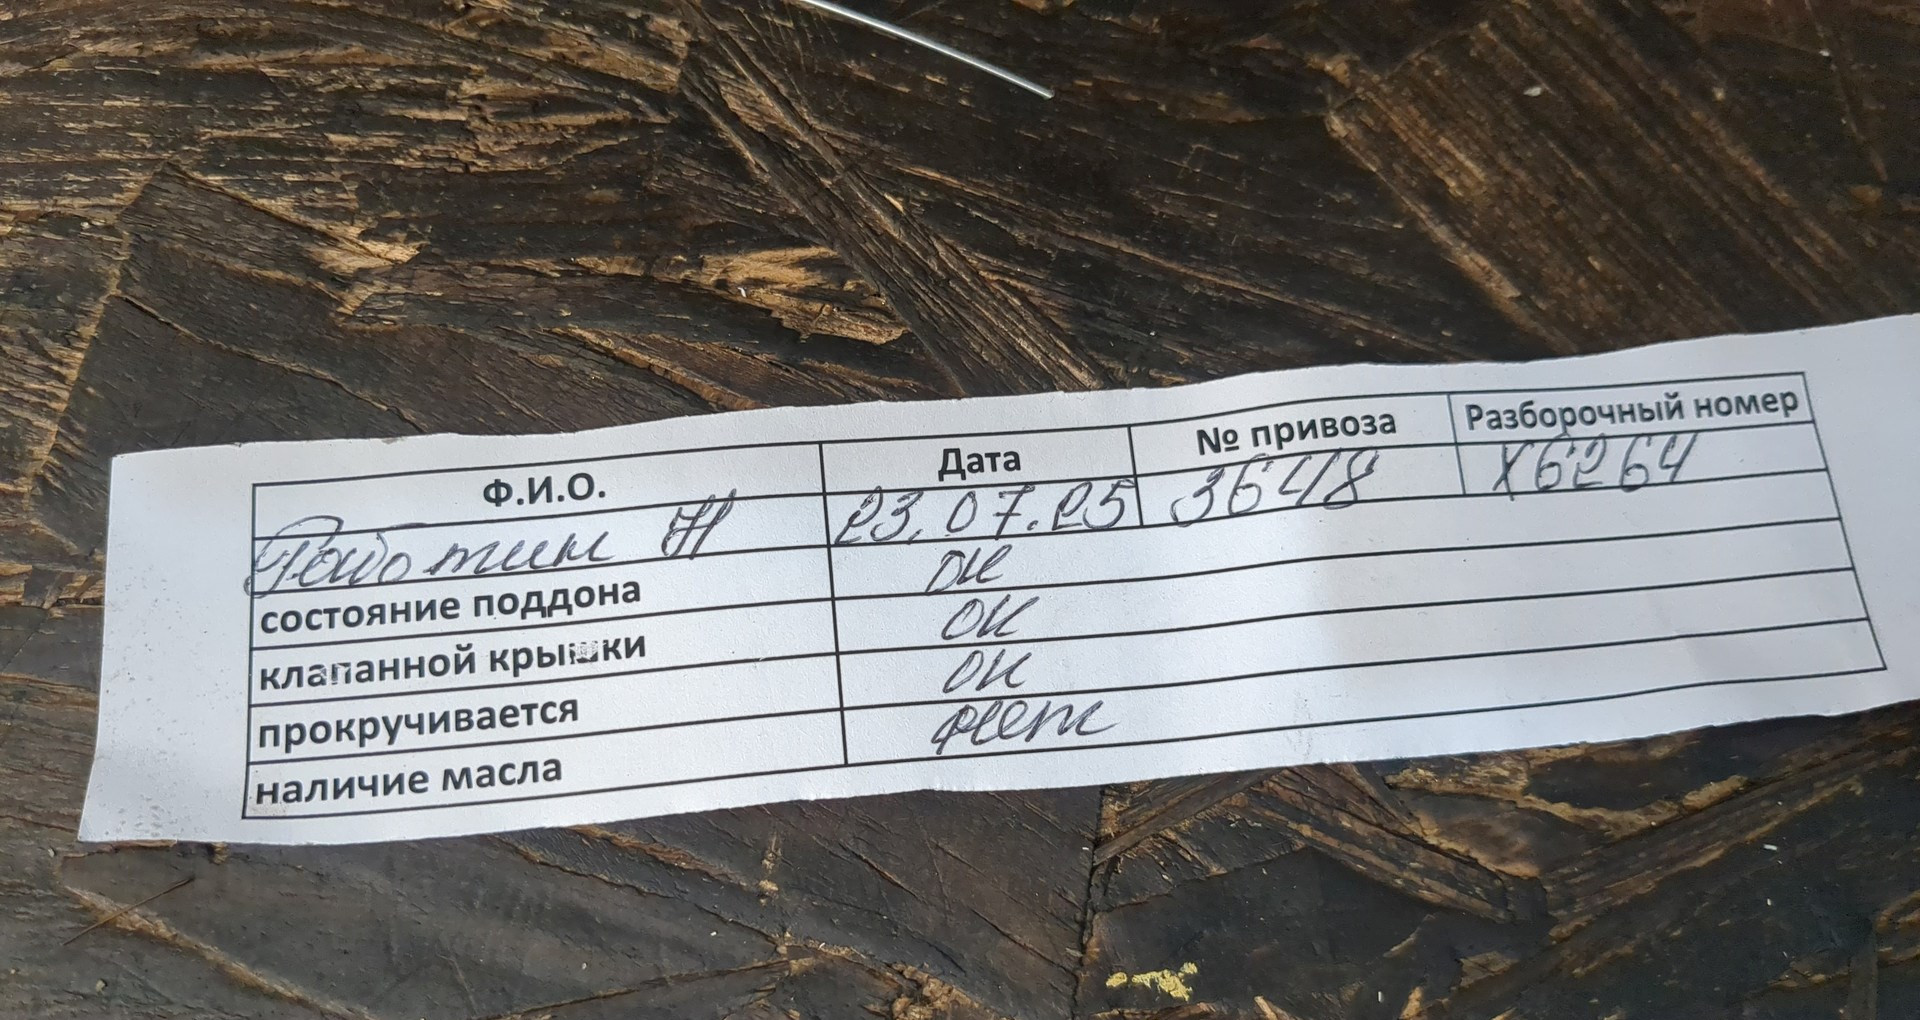 Ф.И.О. Дата № привоза Разборочный номер
23.07.25 3648 Х6264
состояние поддона ок
клапанной крышки ок
прокручивается ок
наличие масла нет